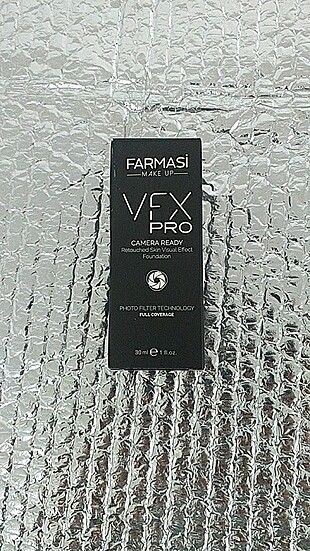 FARMASİ
MAKE UP
VFX
PRO
CAMERA READY
Retouched Skin Visual Effect
Foundation
PHOTO FILTER TECHNOLOGY
FULL COVERAGE
30 ml ℮ 1 fl.oz.